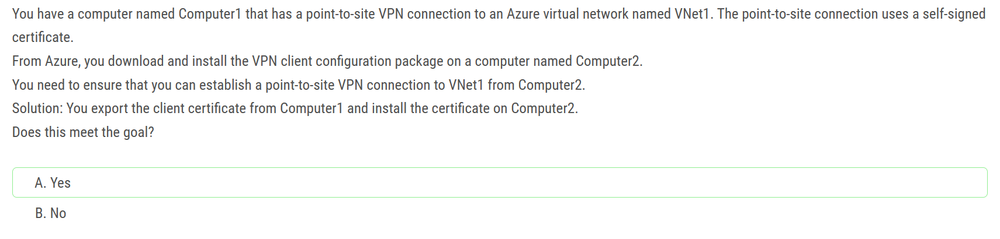 You have a computer named Computer1 that has a point-to-site VPN connection to an Azure virtual network named VNet1. The point-to-site connection uses a self-signed
certificate.
From Azure, you download and install the VPN client configuration package on a computer named Computer2.
You need to ensure that you can establish a point-to-site VPN connection to VNet1 from Computer2.
Solution: You export the client certificate from Computer1 and install the certificate on Computer2.
Does this meet the goal?
A. Yes
B. No